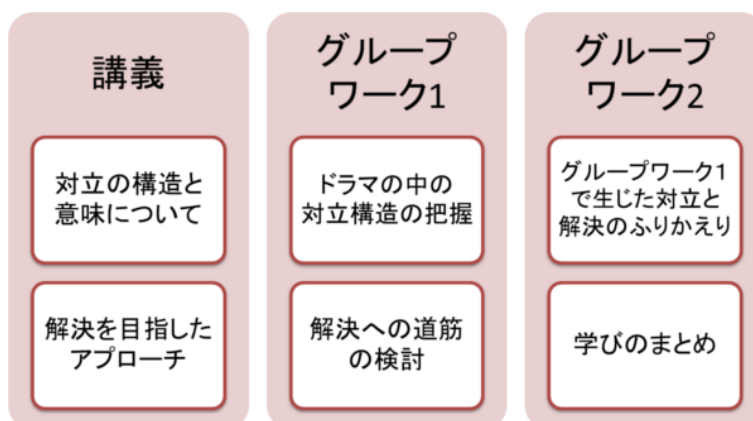 講義
対立の構造と
意味について
解決を目指した
アプローチ
グループ
ワーク1
ドラマの中の
対立構造の把握
解決への道筋
の検討
グループ
ワーク2
グループワーク1
で生じた対立と
解決のふりかえり
学びのまとめ